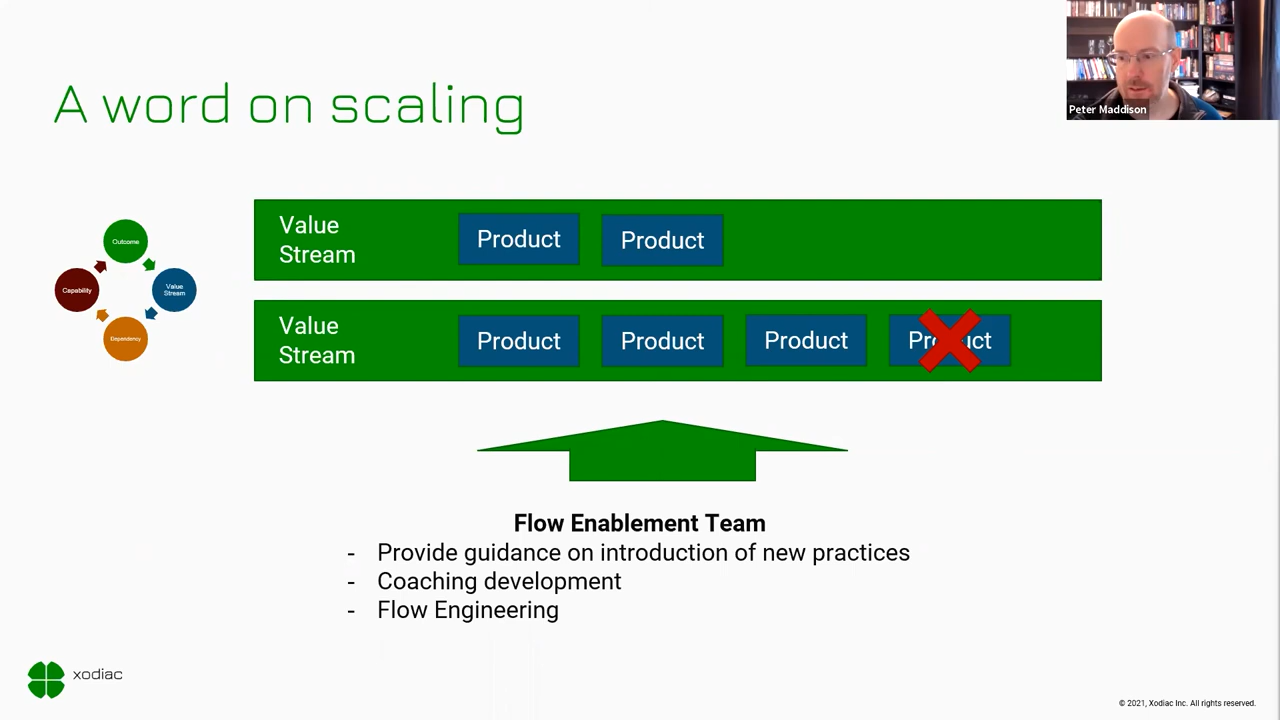 A word on scaling
Peter Maddison
Outcome
Capability
Value
Stream
Dependency
Value
Stream
Product
Product
Value
Stream
Product
Product
Product
Product
Flow Enablement Team
- Provide guidance on introduction of new practices
- Coaching development
- Flow Engineering
xodiac
© 2021, Xodiac Inc. All rights reserved.